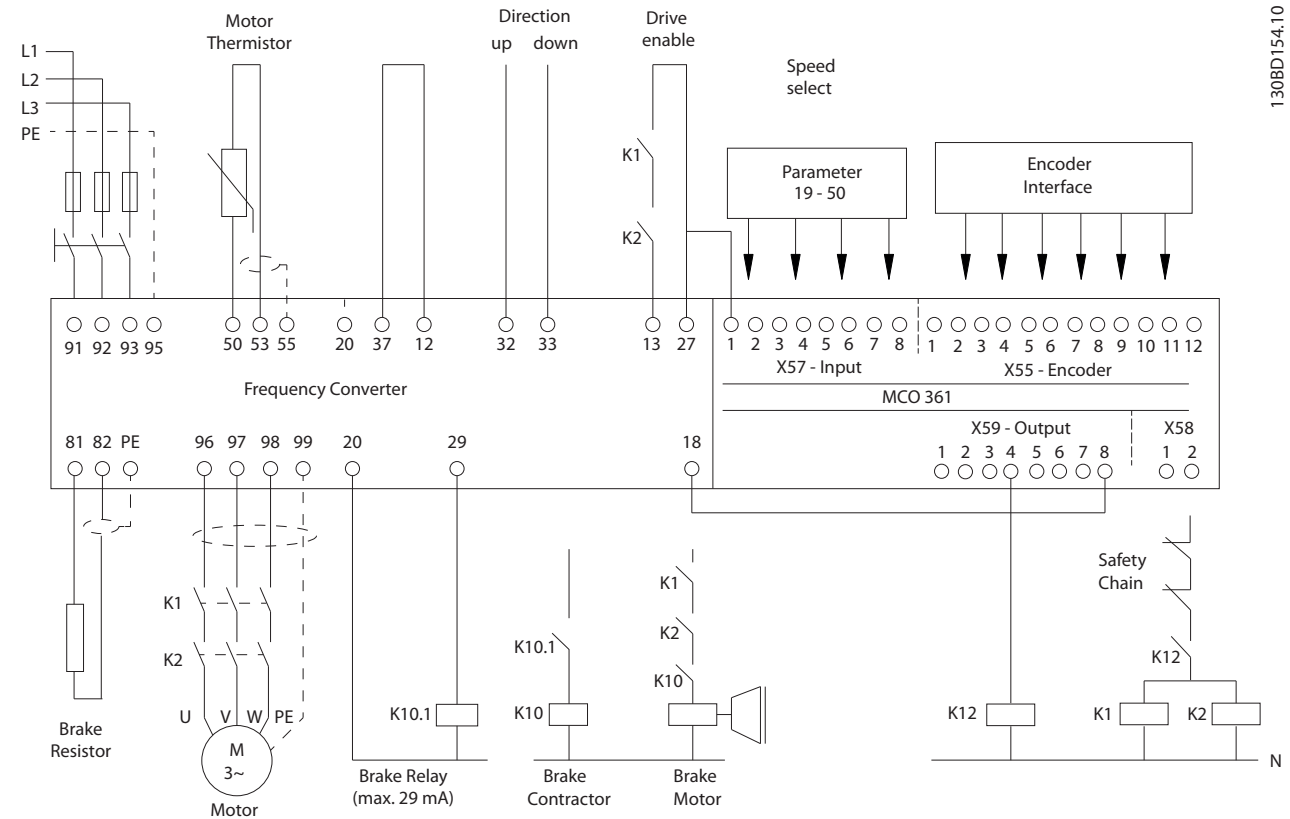 130BD154.10
L1
L2
L3
PE
Motor
Thermistor
Direction
up down
Drive
enable
Speed
select
K1
K2
Parameter
19 - 50
Encoder
Interface
91 92 93 95 50 53 55 20 37 12 32 33 13 27 1 2 3 4 5 6 7 8 1 2 3 4 5 6 7 8 9 10 11 12
X57 - Input X55 - Encoder
Frequency Converter
MCO 361
X59 - Output X58
81 82 PE 96 97 98 99 20 29 18 1 2 3 4 5 6 7 8 1 2
Safety
Chain
K1
K2
K1
K2
K10.1
K10
K12
U V W PE
K10.1
K10
K12
K1
K2
Brake
Resistor
M
3~
Motor
Brake Relay
(max. 29 mA)
Brake
Contractor
Brake
Motor
N